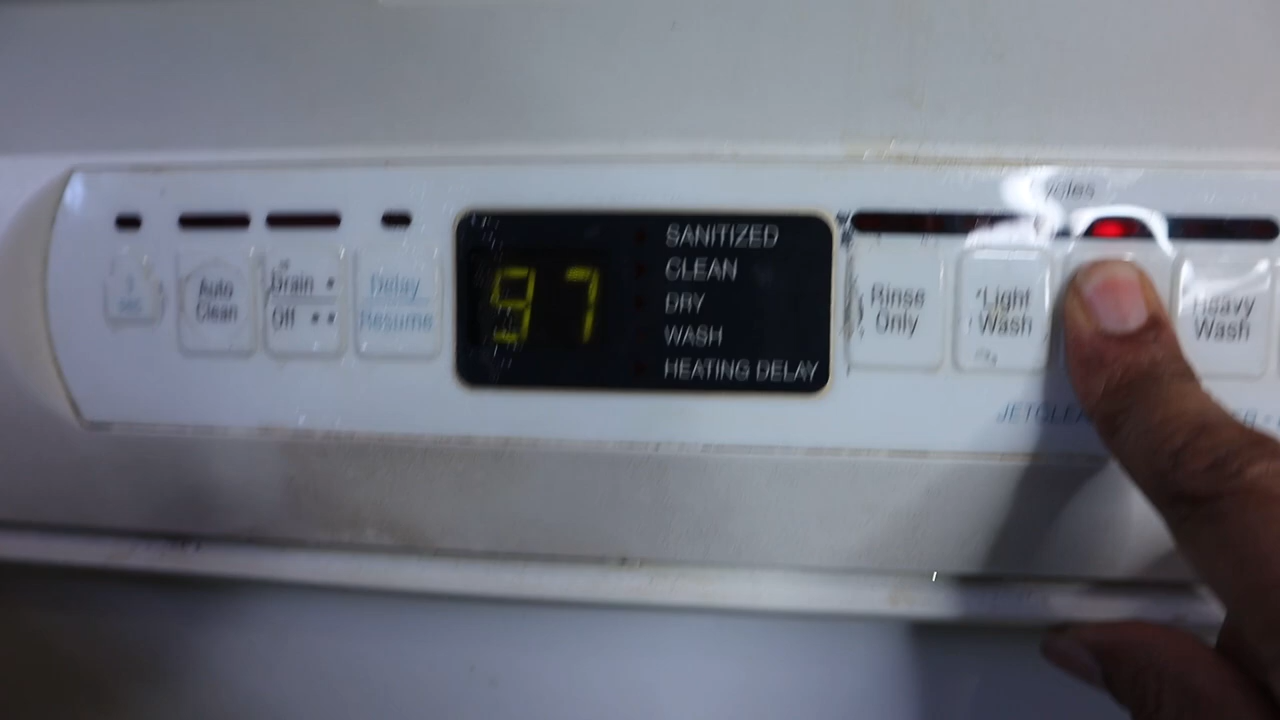 Cycles
Auto
Clean
Drain •
Off • •
Delay
Resume
97
SANITIZED
CLEAN
DRY
WASH
HEATING DELAY
Rinse
Only
Light
Wash
Heavy
Wash